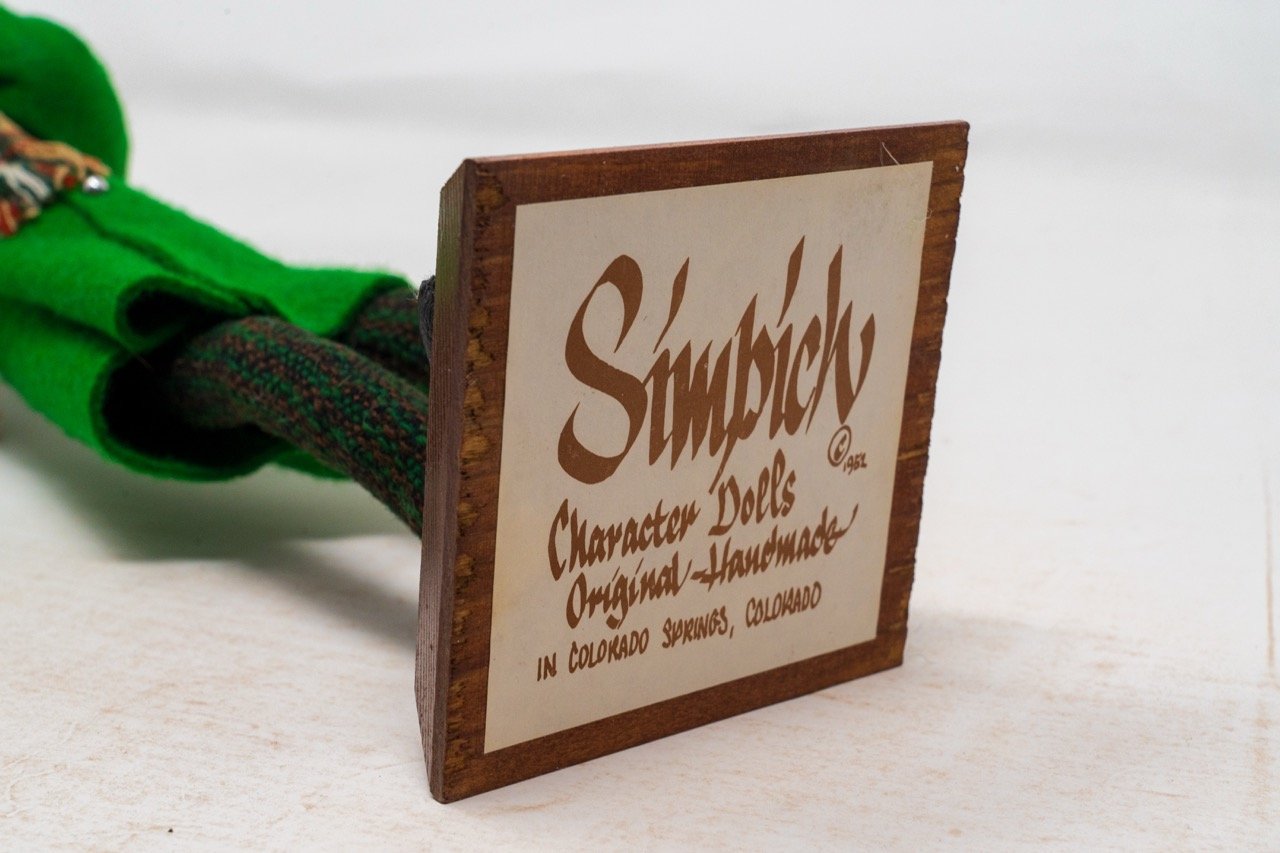 Simpich
© 1952
Character Dolls
Original-Handmade
IN COLORADO SPRINGS, COLORADO